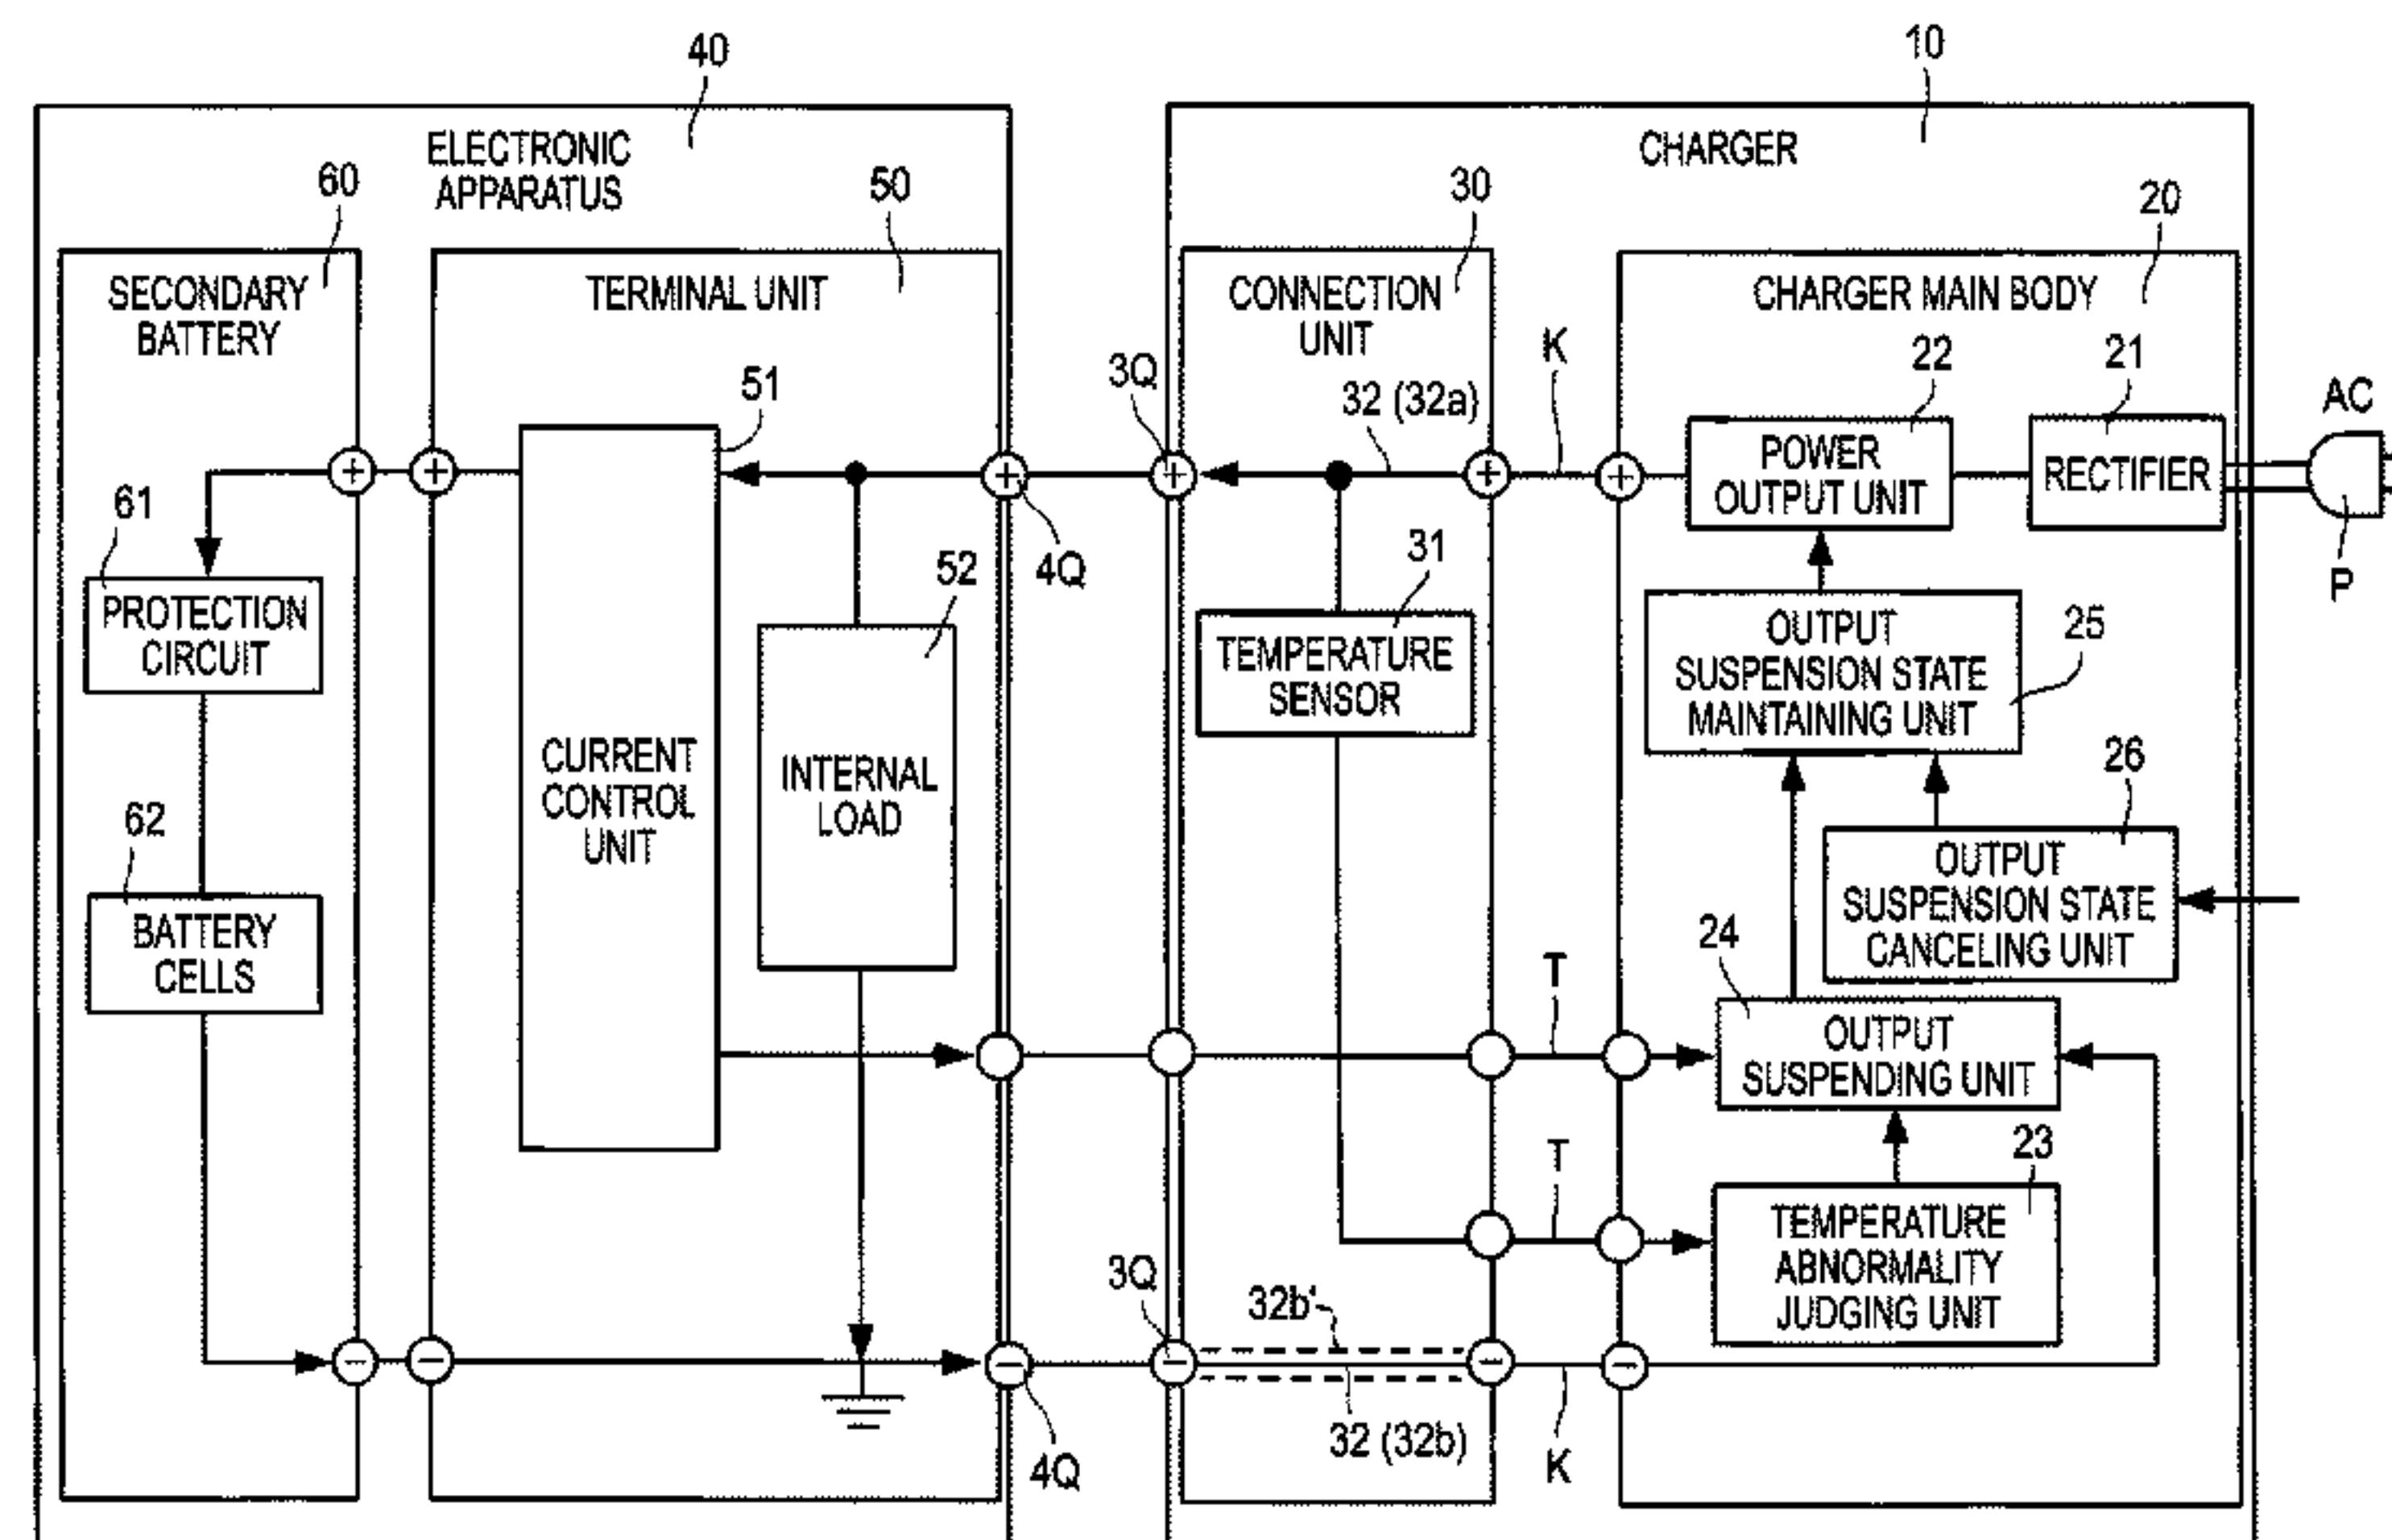 40
10
ELECTRONIC
APPARATUS
CHARGER
60
50
30
20
SECONDARY
BATTERY
TERMINAL UNIT
CONNECTION
UNIT
CHARGER MAIN BODY
51
3Q
32 (32a)
K
22
21
AC
+
+
+
+
+
+
POWER
OUTPUT UNIT
RECTIFIER
P
61
52
4Q
31
PROTECTION
CIRCUIT
TEMPERATURE
SENSOR
OUTPUT
SUSPENSION STATE
MAINTAINING UNIT
25
CURRENT
CONTROL
UNIT
INTERNAL
LOAD
26
62
BATTERY
CELLS
OUTPUT
SUSPENSION STATE
CANCELING UNIT
24
T
OUTPUT
SUSPENDING UNIT
T
23
TEMPERATURE
ABNORMALITY
JUDGING UNIT
3Q
32b'
−
−
−
−
−
−
4Q
32 (32b)
K